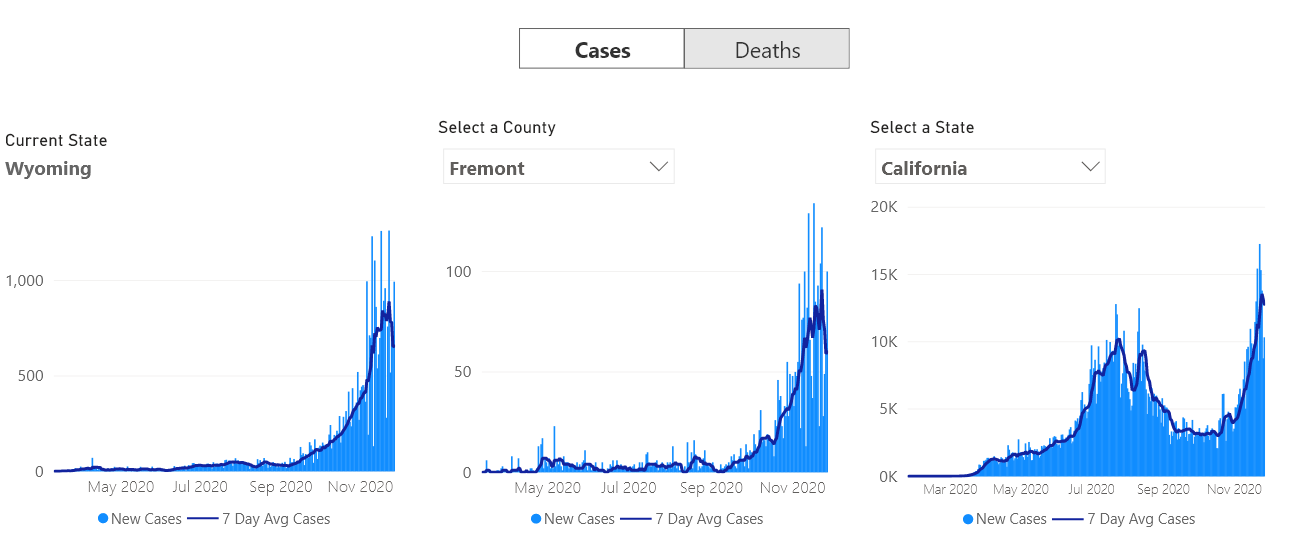 Cases Deaths
Current State
Wyoming
1,000
500
0
May 2020 Jul 2020 Sep 2020 Nov 2020
New Cases 7 Day Avg Cases
Select a County
Fremont
100
50
0
May 2020 Jul 2020 Sep 2020 Nov 2020
New Cases 7 Day Avg Cases
Select a State
California
20K
15K
10K
5K
0K
Mar 2020 May 2020 Jul 2020 Sep 2020 Nov 2020
New Cases 7 Day Avg Cases